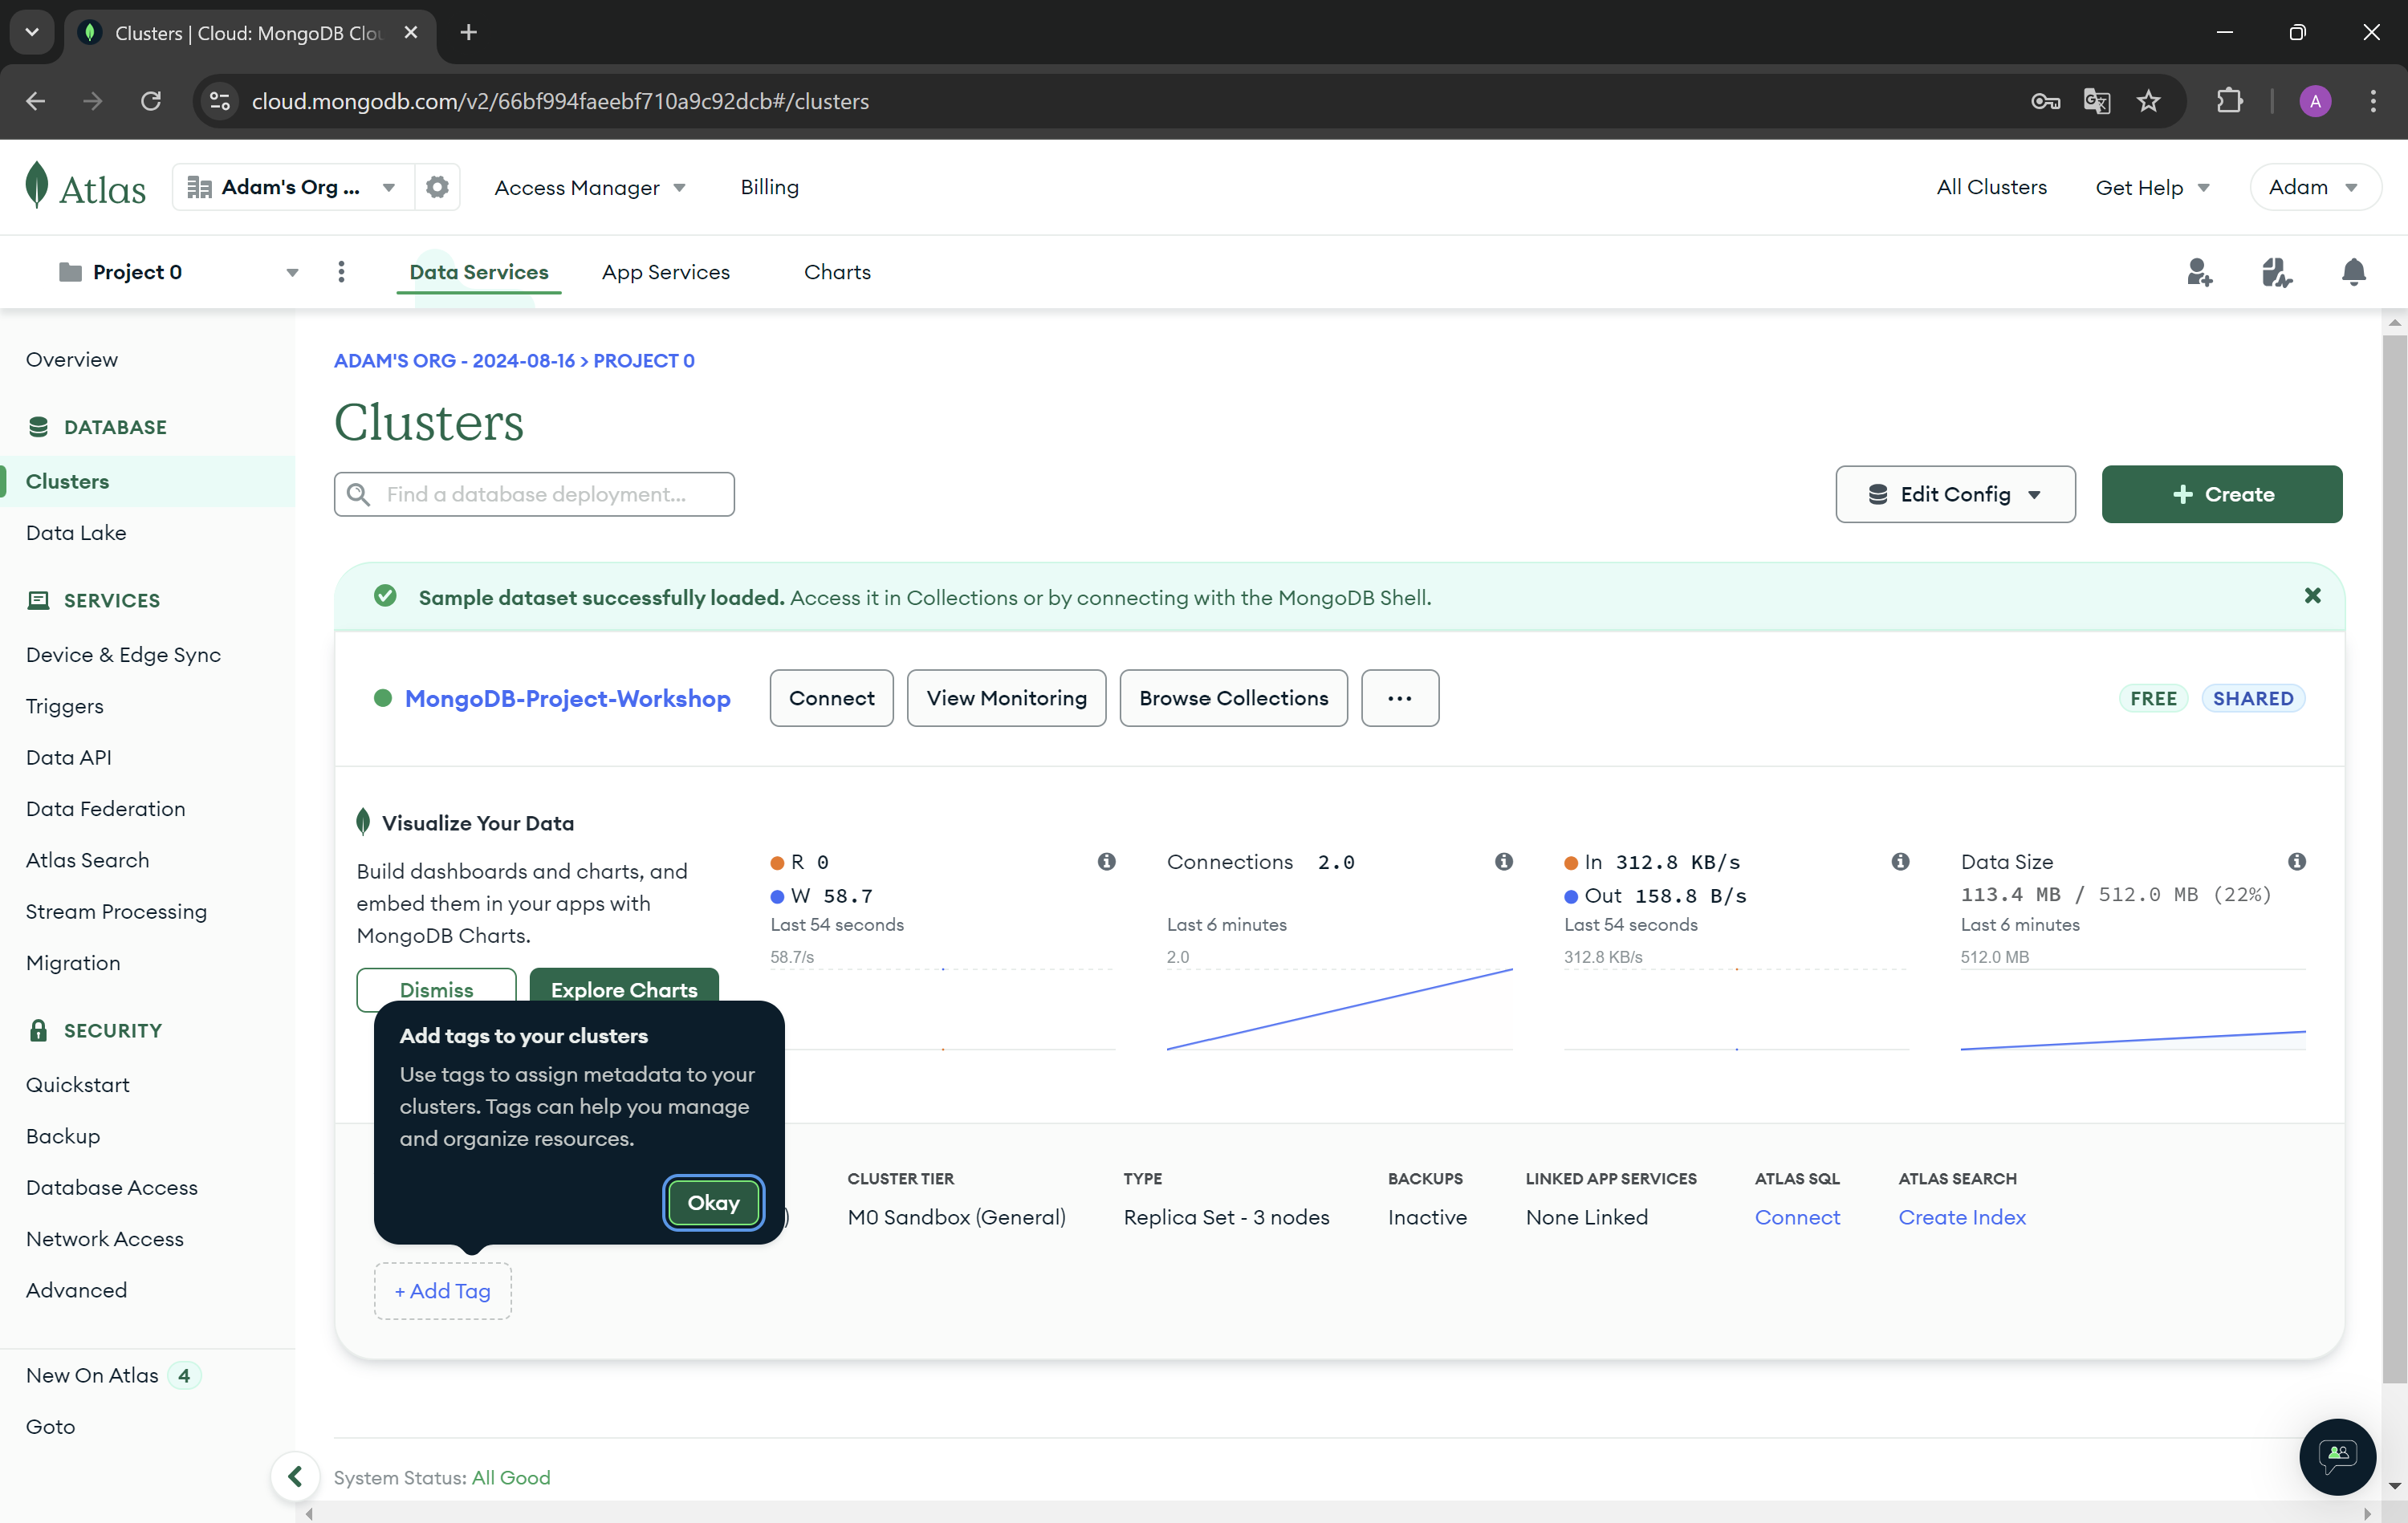 Clusters | Cloud: MongoDB Clou
cloud.mongodb.com/v2/66bf994faeebf710a9c92dcb#/clusters
A
Atlas
Adam's Org ...
Access Manager
Billing
All Clusters
Get Help
Adam
Project 0
Data Services
App Services
Charts
Overview
DATABASE
Clusters
Data Lake
SERVICES
Device & Edge Sync
Triggers
Data API
Data Federation
Atlas Search
Stream Processing
Migration
SECURITY
Quickstart
Backup
Database Access
Network Access
Advanced
New On Atlas 4
Goto
ADAM'S ORG - 2024-08-16 > PROJECT 0
Clusters
Find a database deployment...
Edit Config
+ Create
Sample dataset successfully loaded. Access it in Collections or by connecting with the MongoDB Shell.
MongoDB-Project-Workshop
Connect
View Monitoring
Browse Collections
...
FREE
SHARED
Visualize Your Data
Build dashboards and charts, and
embed them in your apps with
MongoDB Charts.
Dismiss
Explore Charts
R 0
W 58.7
Last 54 seconds
58.7/s
Connections 2.0
Last 6 minutes
2.0
In 312.8 KB/s
Out 158.8 B/s
Last 54 seconds
312.8 KB/s
Data Size
113.4 MB / 512.0 MB (22%)
Last 6 minutes
512.0 MB
Add tags to your clusters
Use tags to assign metadata to your
clusters. Tags can help you manage
and organize resources.
Okay
)
CLUSTER TIER
M0 Sandbox (General)
TYPE
Replica Set - 3 nodes
BACKUPS
Inactive
LINKED APP SERVICES
None Linked
ATLAS SQL
Connect
ATLAS SEARCH
Create Index
+ Add Tag
System Status: All Good